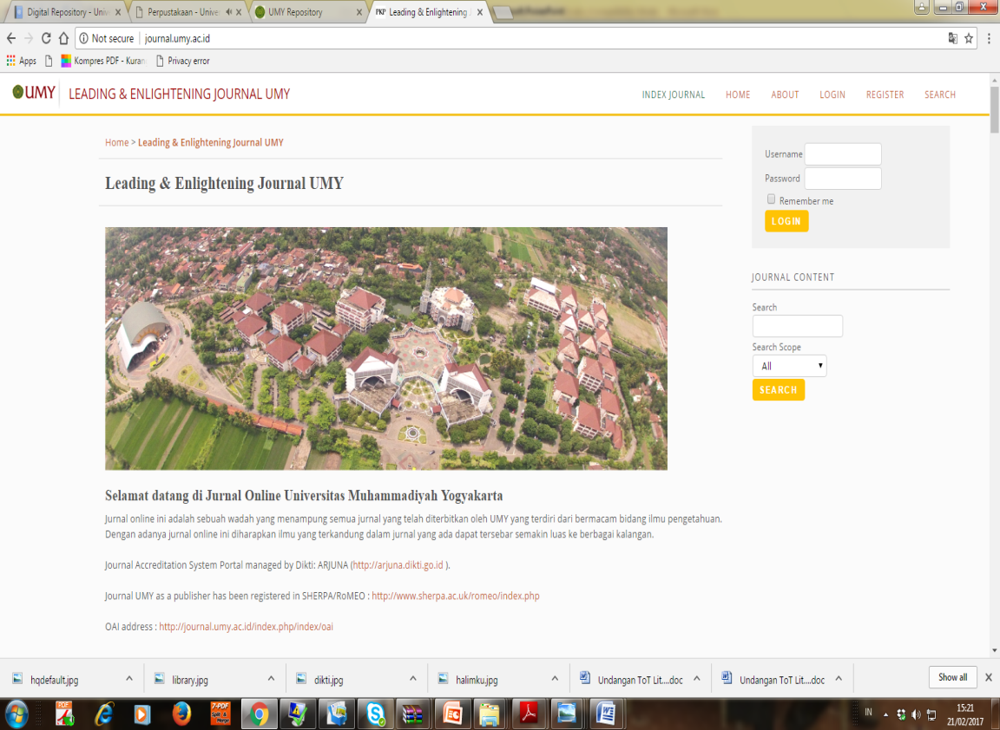 Digital Repository - Univ
Perpustakaan - Unive
UMY Repository
PKP Leading & Enlightening
Not secure | journal.umy.ac.id
Apps
Kompres PDF - Kuran
Privacy error
UMY
LEADING & ENLIGHTENING JOURNAL UMY
INDEX JOURNAL HOME ABOUT LOGIN REGISTER SEARCH
Home > Leading & Enlightening Journal UMY
Leading & Enlightening Journal UMY
Selamat datang di Jurnal Online Universitas Muhammadiyah Yogyakarta
Jurnal online ini adalah sebuah wadah yang menampung semua jurnal yang telah diterbitkan oleh UMY yang terdiri dari bermacam bidang ilmu pengetahuan.
Dengan adanya jurnal online ini diharapkan ilmu yang terkandung dalam jurnal yang ada dapat tersebar semakin luas ke berbagai kalangan.
Journal Accreditation System Portal managed by Dikti: ARJUNA (http://arjuna.dikti.go.id ).
Journal UMY as a publisher has been registered in SHERPA/RoMEO : http://www.sherpa.ac.uk/romeo/index.php
OAI address : http://journal.umy.ac.id/index.php/index/oai
Username
Password
Remember me
LOGIN
JOURNAL CONTENT
Search
Search Scope
All
SEARCH
hqdefault.jpg
library.jpg
dikti.jpg
halimku.jpg
Undangan ToT Lit....doc
Undangan ToT Lit....doc
Show all
PDF
7-PDF
Split &
Merge
IN
15:21
21/02/2017